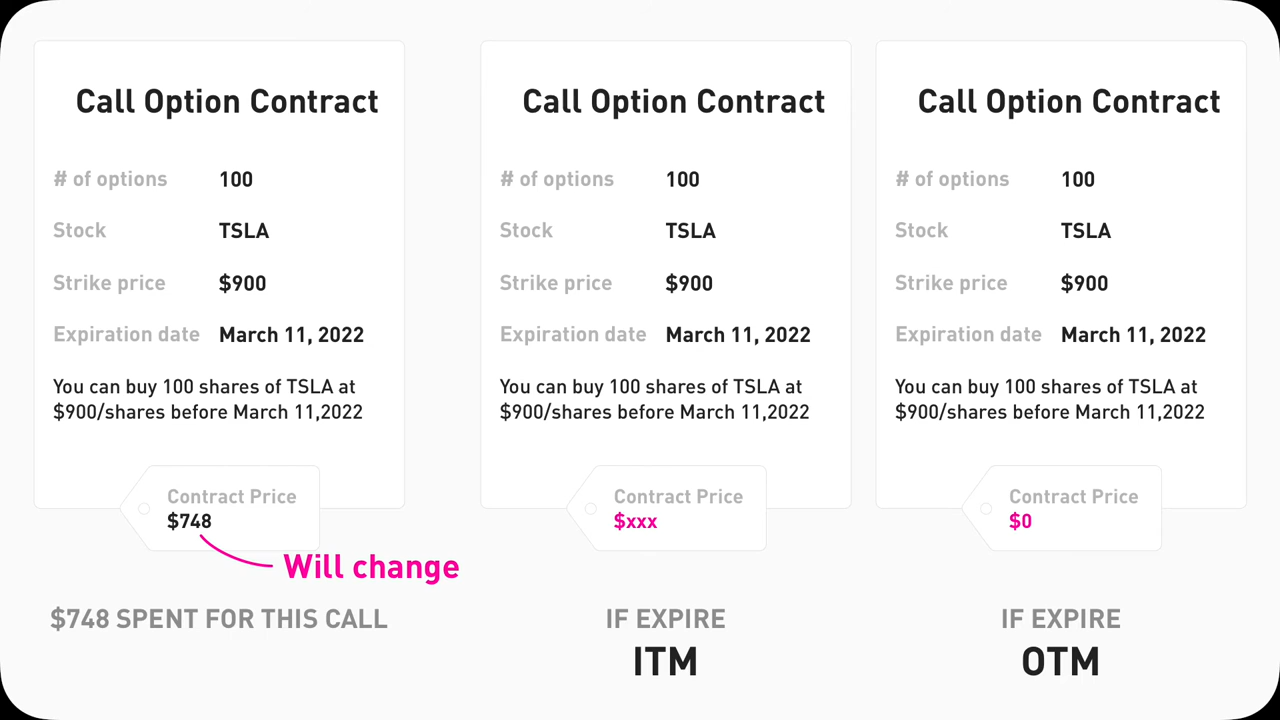 Call Option Contract
# of options 100
Stock TSLA
Strike price $900
Expiration date March 11, 2022
You can buy 100 shares of TSLA at
$900/shares before March 11,2022
Contract Price
$748
Will change
$748 SPENT FOR THIS CALL
Call Option Contract
# of options 100
Stock TSLA
Strike price $900
Expiration date March 11, 2022
You can buy 100 shares of TSLA at
$900/shares before March 11,2022
Contract Price
$xxx
IF EXPIRE
ITM
Call Option Contract
# of options 100
Stock TSLA
Strike price $900
Expiration date March 11, 2022
You can buy 100 shares of TSLA at
$900/shares before March 11,2022
Contract Price
$0
IF EXPIRE
OTM